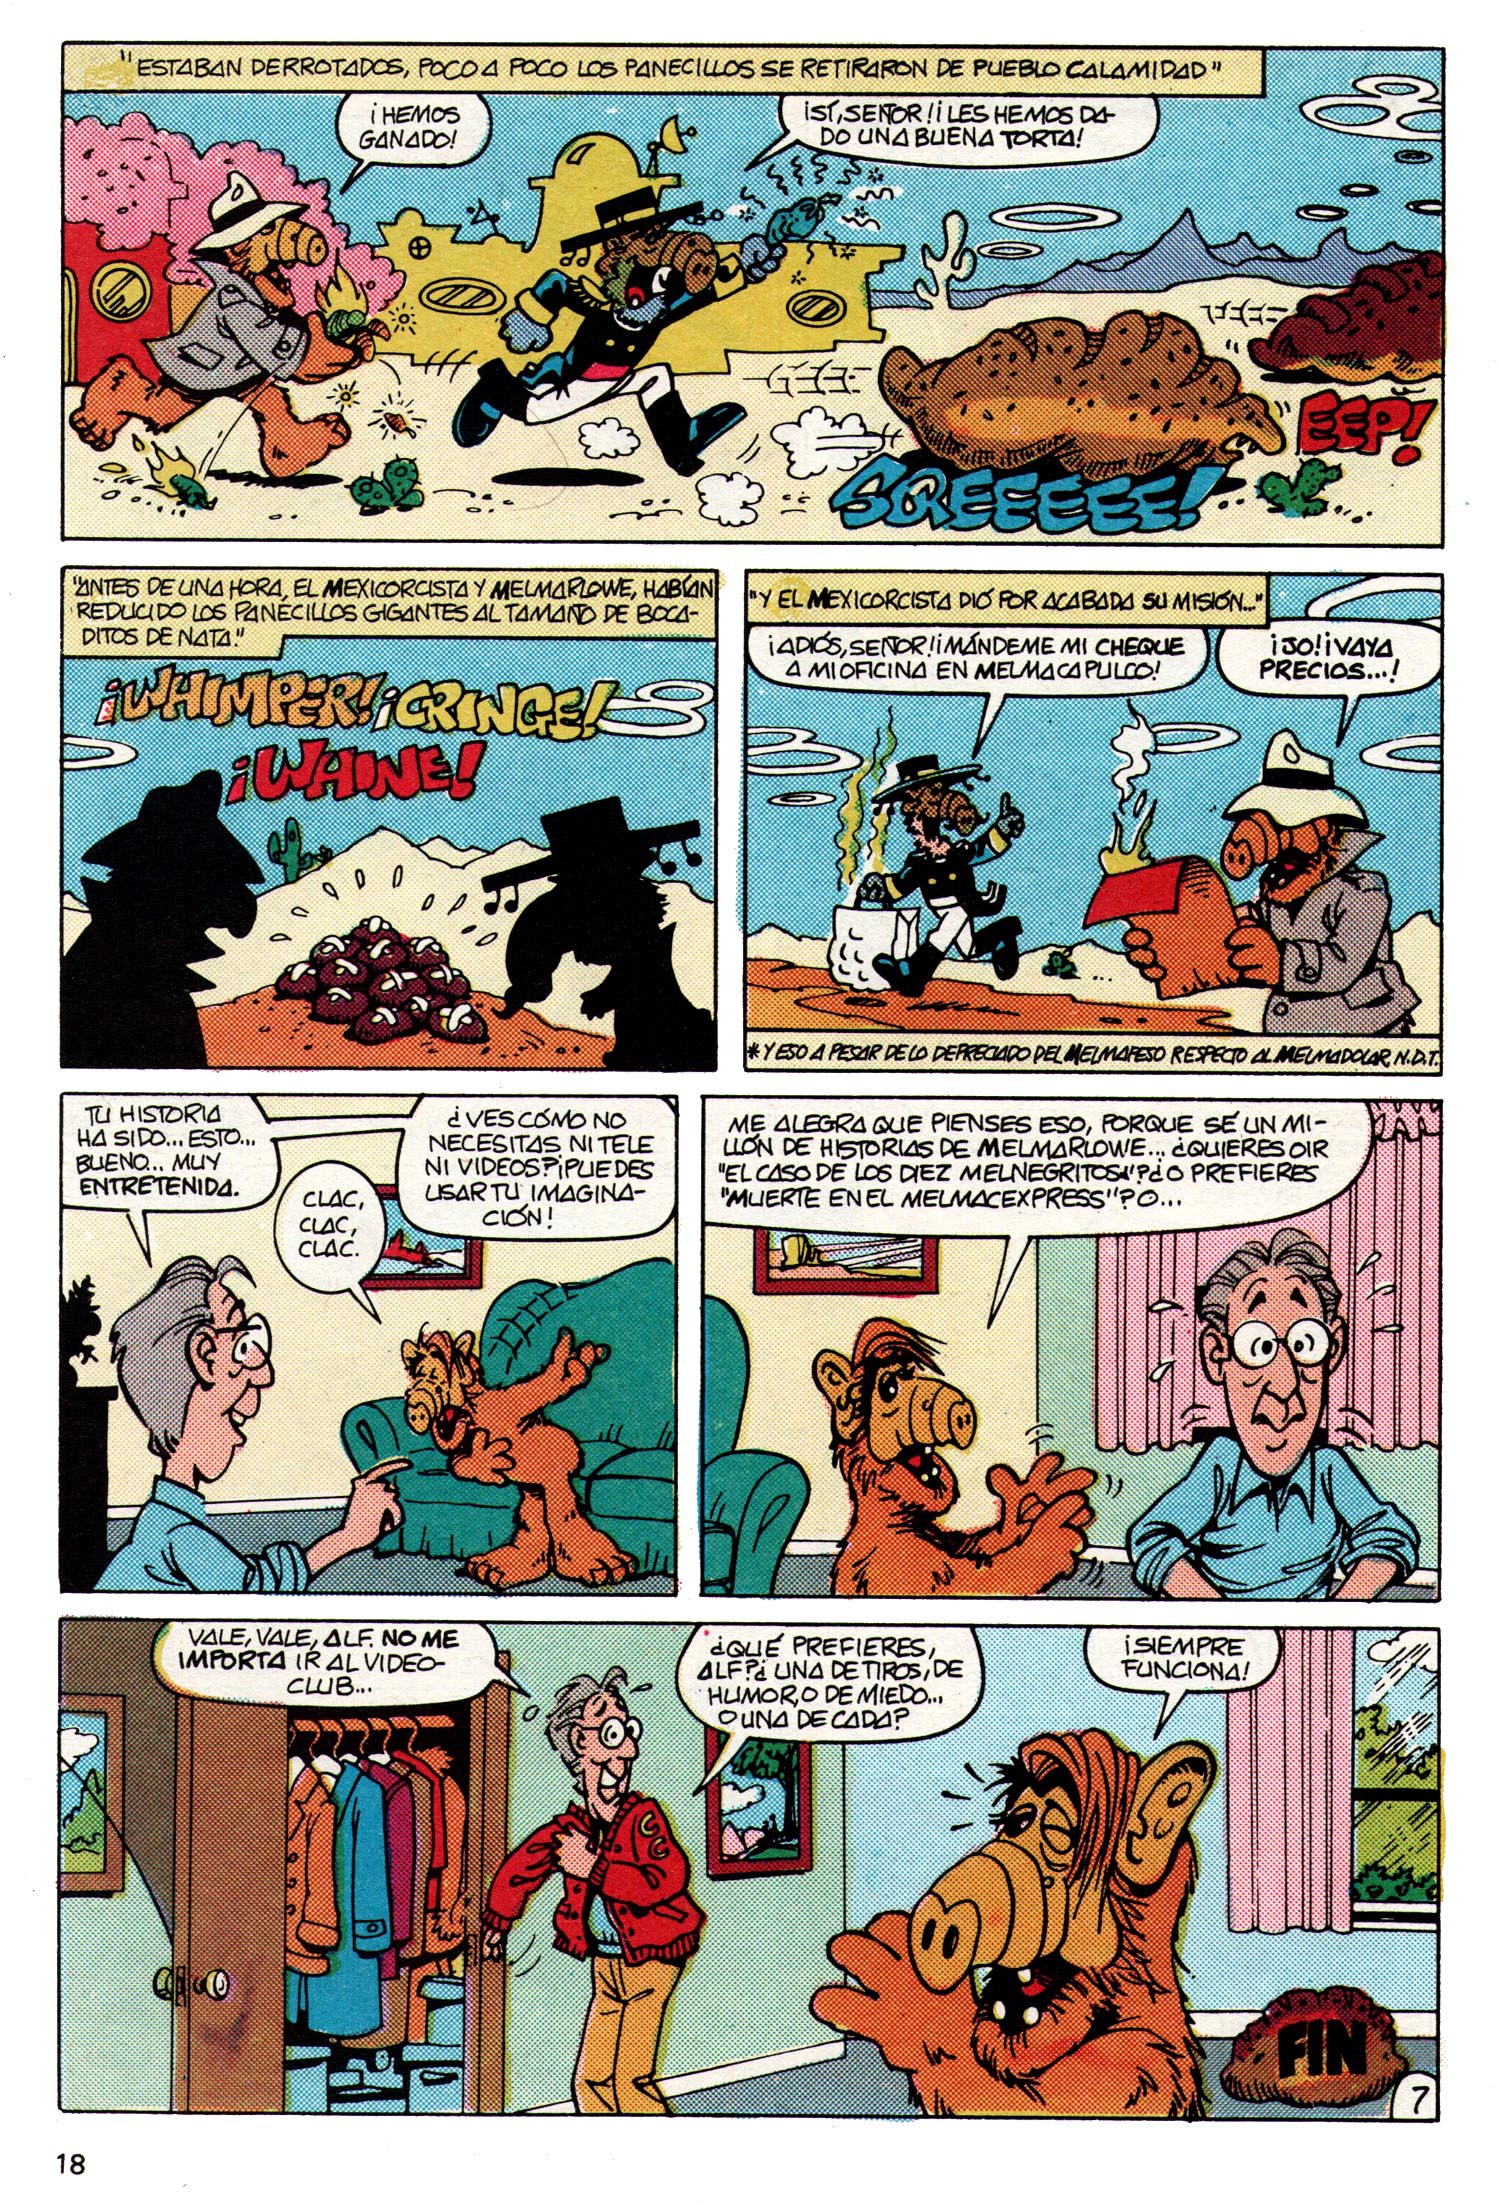 "ESTABAN DERROTADOS, POCO A POCO LOS PANECILLOS SE RETIRARON DE PUEBLO CALAMIDAD"
¡HEMOS
GANADO!
¡SÍ, SEÑOR! ¡LES HEMOS DA-
DO UNA BUENA TORTA!
SQREEEEEE!
EEP!
"ANTES DE UNA HORA, EL MEXICORCISTA Y MELMARLOWE, HABÍAN
REDUCIDO LOS PANECILLOS GIGANTES AL TAMAÑO DE BOCA-
DITOS DE NATA."
¡WHIMPER! ¡CRINGE!
¡WHINE!
"Y EL MEXICORCISTA DIÓ POR ACABADA SU MISIÓN..."
¡ADIÓS, SEÑOR! ¡MÁNDEME MI CHEQUE
A MI OFICINA EN MELMACAPULCO!
¡JO! ¡VAYA
PRECIOS...!
* Y ESO A PESAR DE LO DEPRECIADO DEL MELMAPESO RESPECTO AL MELMADOLAR. N.D.T.
TU HISTORIA
HA SIDO... ESTO...
BUENO... MUY
ENTRETENIDA.
CLAC,
CLAC,
CLAC.
¿VES CÓMO NO
NECESITAS NI TELE
NI VIDEOS? ¡PUEDES
USAR TU IMAGINA-
CIÓN!
ME ALEGRA QUE PIENSES ESO, PORQUE SÉ UN MI-
LLÓN DE HISTORIAS DE MELMARLOWE... ¿QUIERES OIR
"EL CASO DE LOS DIEZ MELNEGRITOS"? ¿O PREFIERES
"MUERTE EN EL MELMACEXPRESS"? O...
VALE, VALE, ALF. NO ME
IMPORTA IR AL VIDEO-
CLUB...
¿QUÉ PREFIERES,
ALF? ¿UNA DE TIROS, DE
HUMOR, O DE MIEDO...
O UNA DE CADA?
¡SIEMPRE
FUNCIONA!
FIN
7
18